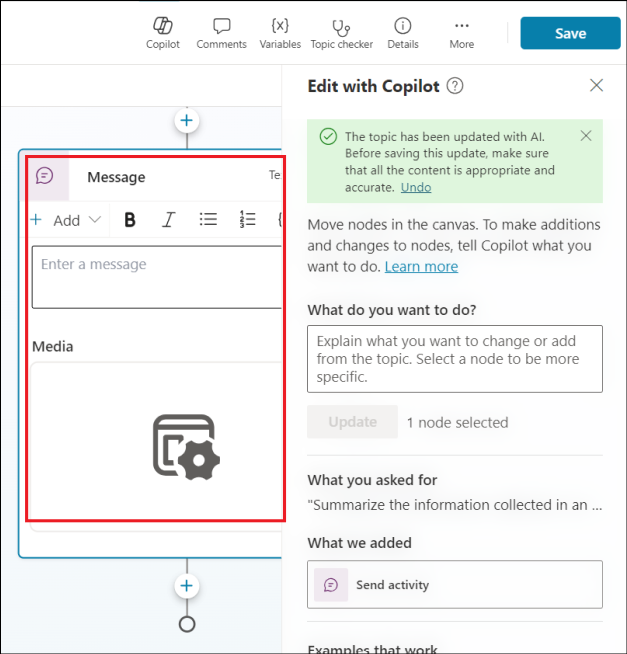 Copilot Comments Variables Topic checker Details More Save
Edit with Copilot
The topic has been updated with AI.
Before saving this update, make sure
that all the content is appropriate and
accurate. Undo
Move nodes in the canvas. To make additions
and changes to nodes, tell Copilot what you
want to do. Learn more
What do you want to do?
Explain what you want to change or add
from the topic. Select a node to be more
specific.
Update 1 node selected
What you asked for
"Summarize the information collected in an ...
What we added
Send activity
Examples that work
Message
Add B I
Enter a message
Media